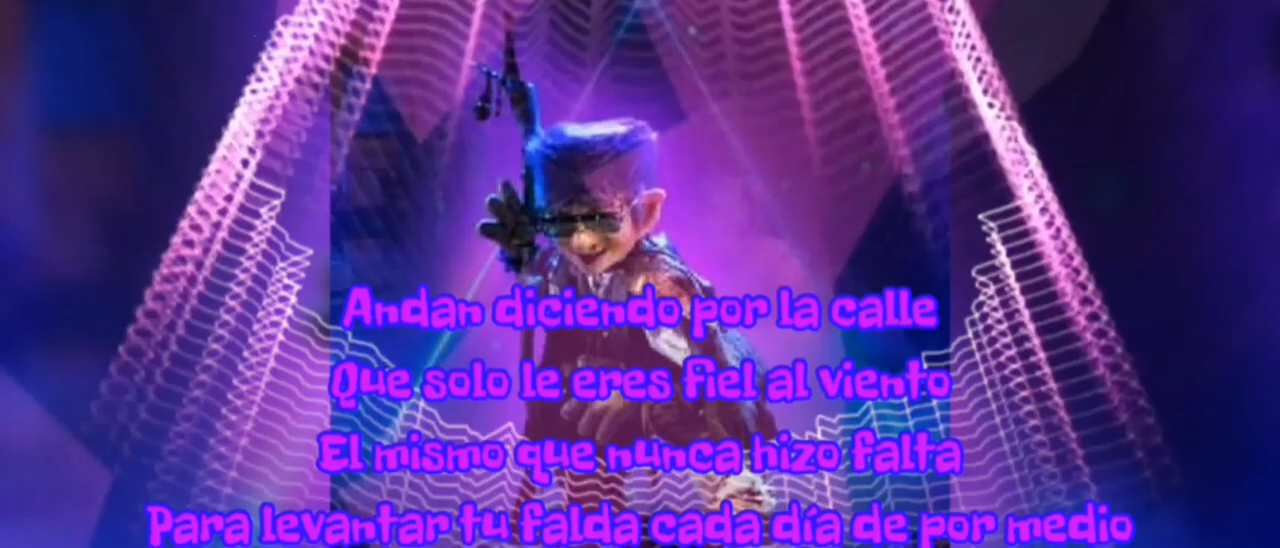 Andan diciendo por la calle
Que solo le eres fiel al viento
El mismo que nunca hizo falta
Para levantar tu falda cada día de por medio